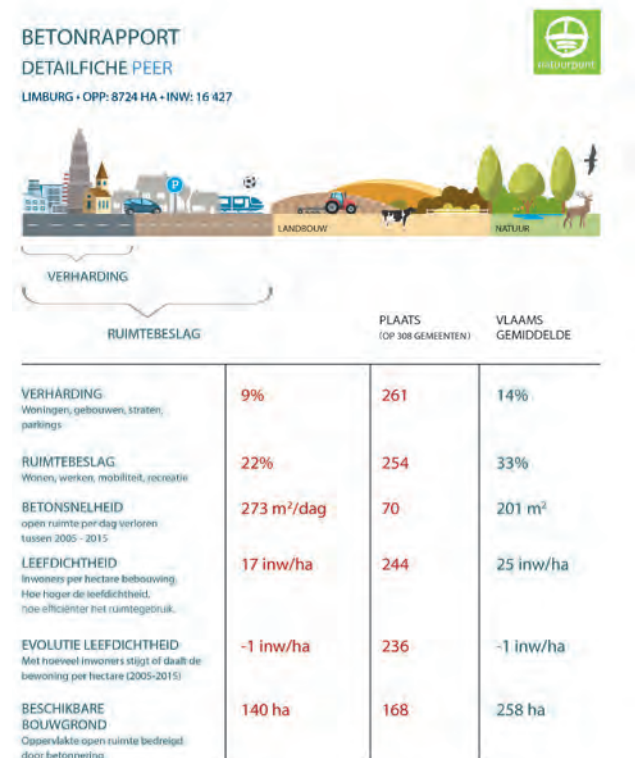 BETONRAPPORT
DETAILFICHE PEER
LIMBURG • OPP: 8724 HA • INW: 16 427
natuurpunt
P
LANDBOUW
NATUUR
VERHARDING
RUIMTEBESLAG
PLAATS
(OP 308 GEMEENTEN)
VLAAMS
GEMIDDELDE
VERHARDING
Woningen, gebouwen, straten,
parkings
9%
261
14%
RUIMTEBESLAG
Wonen, werken, mobiliteit, recreatie
22%
254
33%
BETONSNELHEID
open ruimte per dag verloren
tussen 2005 - 2015
273 m²/dag
70
201 m²
LEEFDICHTHEID
Inwoners per hectare bebouwing.
Hoe hoger de leefdichtheid,
hoe efficiënter het ruimtegebruik.
17 inw/ha
244
25 inw/ha
EVOLUTIE LEEFDICHTHEID
Met hoeveel inwoners stijgt of daalt de
bewoning per hectare (2005-2015)
-1 inw/ha
236
-1 inw/ha
BESCHIKBARE
BOUWGROND
Oppervlakte open ruimte bedreigd
door betonnering
140 ha
168
258 ha